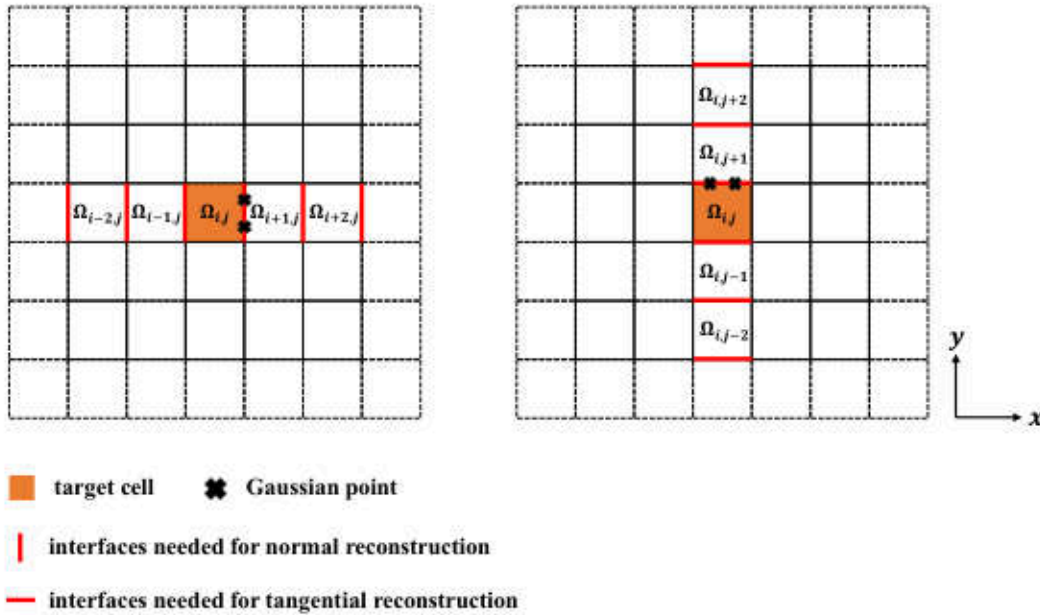 Ω_{i,j+2}
Ω_{i,j+1}
Ω_{i−2,j} Ω_{i−1,j} Ω_{i,j} Ω_{i+1,j} Ω_{i+2,j}
Ω_{i,j}
Ω_{i,j−1}
Ω_{i,j−2}
y
x
target cell
Gaussian point
interfaces needed for normal reconstruction
interfaces needed for tangential reconstruction